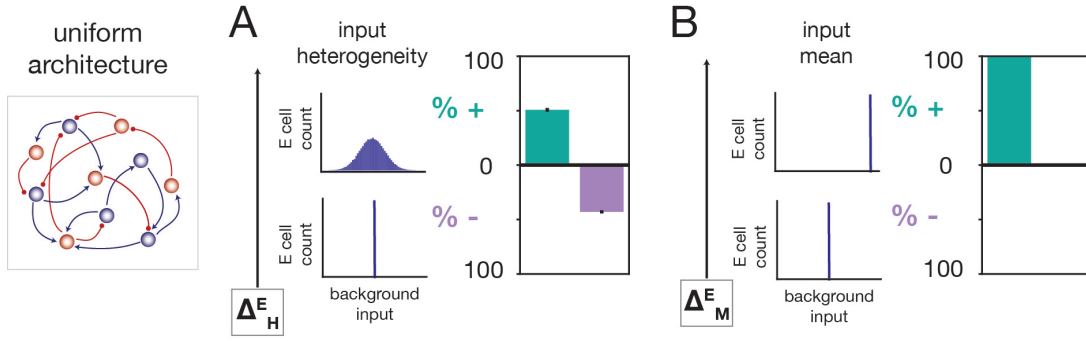 uniform
architecture
A
input
heterogeneity
E cell
count
E cell
count
background
input
Δ^E_H
% +
% -
100
0
100
B
input
mean
E cell
count
E cell
count
background
input
Δ^E_M
% +
% -
100
0
100